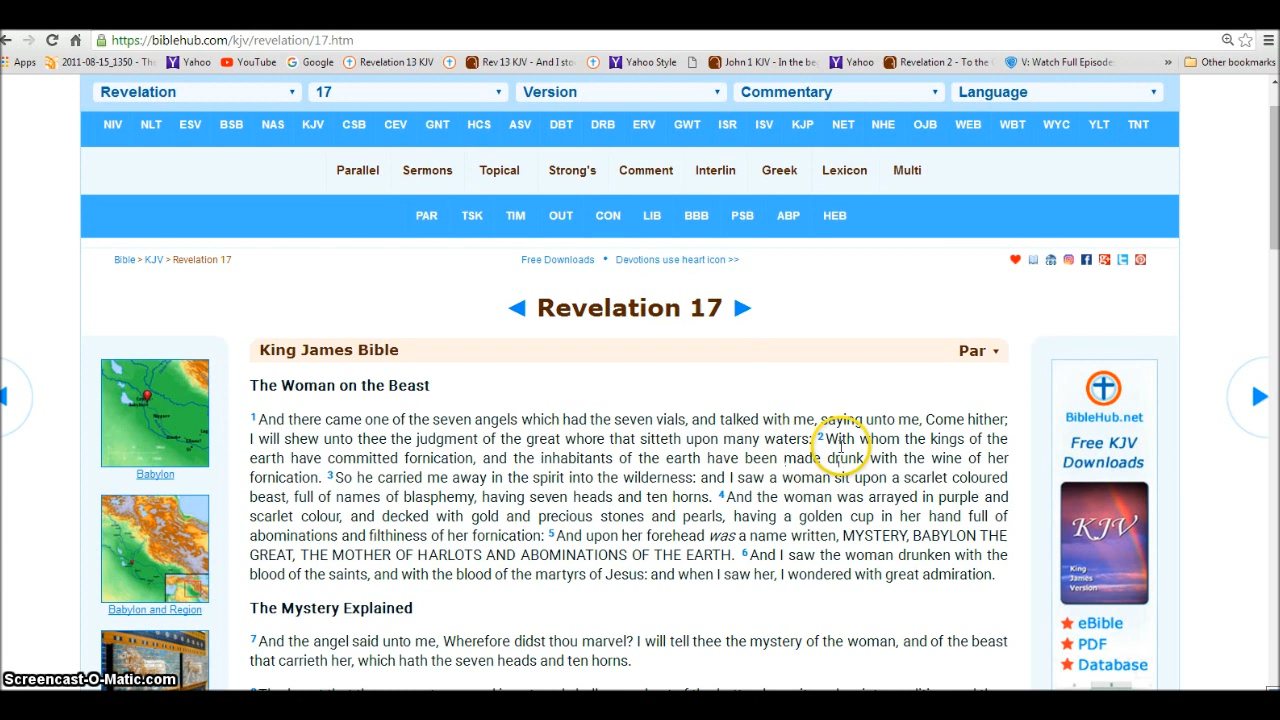 https://biblehub.com/kjv/revelation/17.htm
Apps 2011-08-15_1350 - Th Yahoo YouTube Google Revelation 13 KJV Rev 13 KJV - And I sto Yahoo Style John 1 KJV - In the be Yahoo Revelation 2 - To the V: Watch Full Episode » Other bookmarks
Revelation 17 Version Commentary Language
NIV NLT ESV BSB NAS KJV CSB CEV GNT HCS ASV DBT DRB ERV GWT ISR ISV KJP NET NHE OJB WEB WBT WYC YLT TNT
Parallel Sermons Topical Strong's Comment Interlin Greek Lexicon Multi
PAR TSK TIM OUT CON LIB BBB PSB ABP HEB
Bible > KJV > Revelation 17 Free Downloads • Devotions use heart icon >>
◄ Revelation 17 ►
King James Bible Par ▾
The Woman on the Beast
1 And there came one of the seven angels which had the seven vials, and talked with me, saying unto me, Come hither;
I will shew unto thee the judgment of the great whore that sitteth upon many waters: 2 With whom the kings of the
earth have committed fornication, and the inhabitants of the earth have been made drunk with the wine of her
fornication. 3 So he carried me away in the spirit into the wilderness: and I saw a woman sit upon a scarlet coloured
beast, full of names of blasphemy, having seven heads and ten horns. 4 And the woman was arrayed in purple and
scarlet colour, and decked with gold and precious stones and pearls, having a golden cup in her hand full of
abominations and filthiness of her fornication: 5 And upon her forehead was a name written, MYSTERY, BABYLON THE
GREAT, THE MOTHER OF HARLOTS AND ABOMINATIONS OF THE EARTH. 6 And I saw the woman drunken with the
blood of the saints, and with the blood of the martyrs of Jesus: and when I saw her, I wondered with great admiration.
The Mystery Explained
7 And the angel said unto me, Wherefore didst thou marvel? I will tell thee the mystery of the woman, and of the beast
that carrieth her, which hath the seven heads and ten horns.
Babylon
Babylon and Region
BibleHub.net
Free KJV
Downloads
KJV
King
James
Version
eBible
PDF
Database
Screencast-O-Matic.com